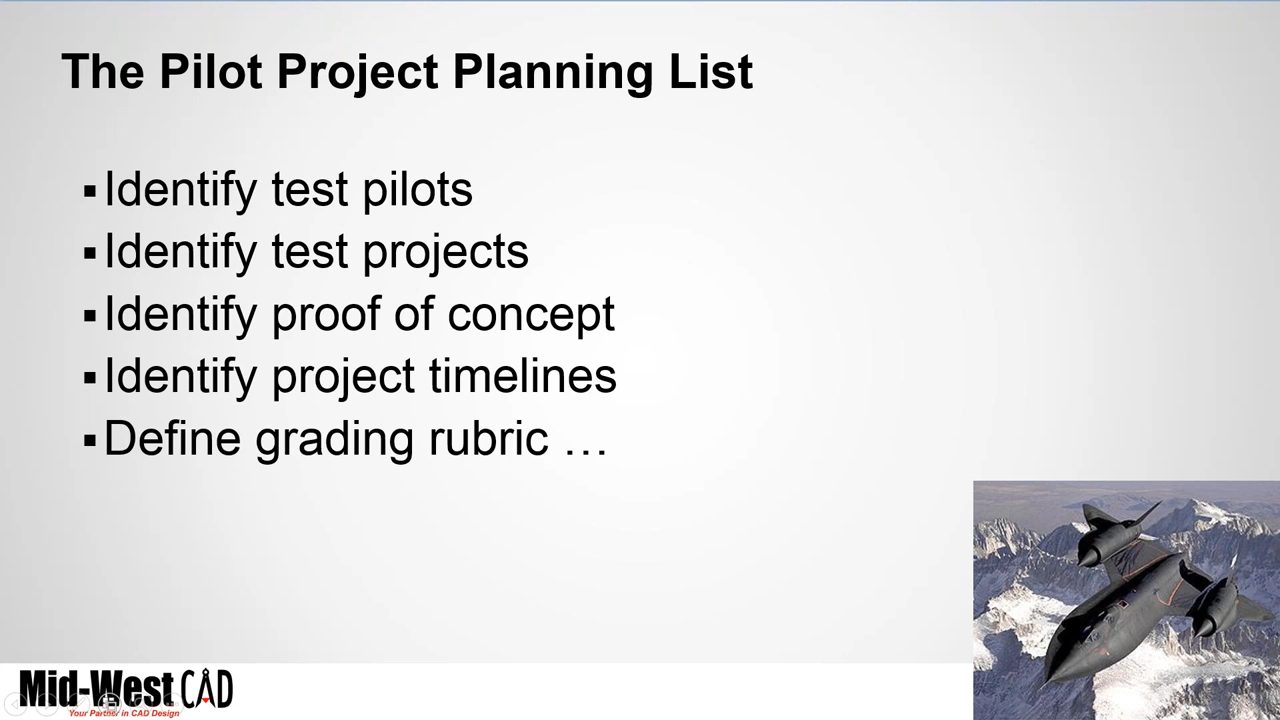 The Pilot Project Planning List
▪Identify test pilots
▪Identify test projects
▪Identify proof of concept
▪Identify project timelines
▪Define grading rubric …
Mid-West CAD
Your Partner in CAD Design